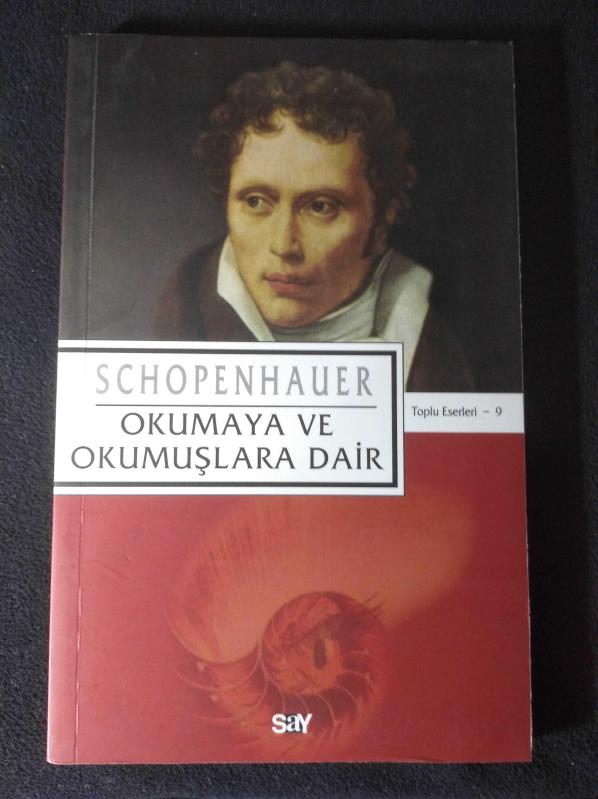 SCHOPENHAUER
OKUMAYA VE
OKUMUŞLARA DAİR
Toplu Eserleri – 9
say